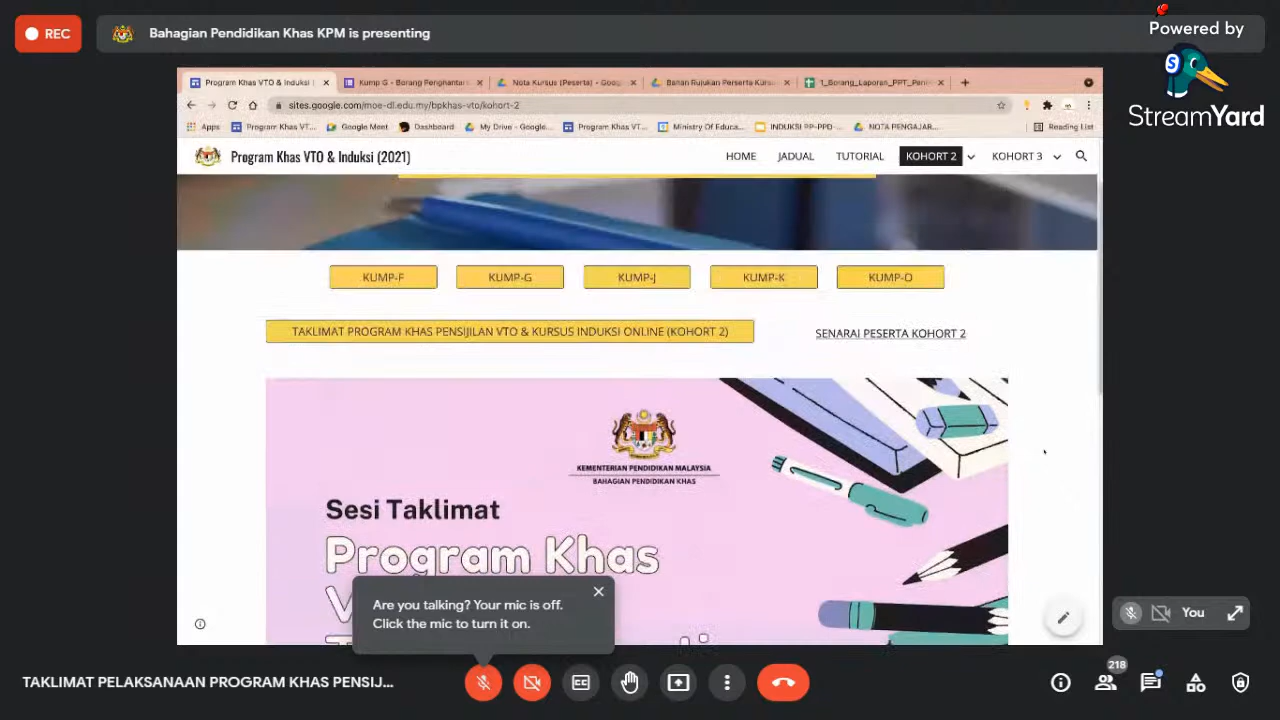 REC
Bahagian Pendidikan Khas KPM is presenting
Powered by
StreamYard
Program Khas VTO & Induksi (
Kump G - Borang Penghantar
Nota Kursus (Peserta) - Goog
Bahan Rujukan Perserta Kurs
1_Borang_Laporan_PPT_Pen
sites.google.com/moe-dl.edu.my/bpkhas-vto/kohort-2
Apps
Program Khas VT...
Google Meet
Dashboard
My Drive - Google...
Program Khas VT...
Ministry Of Educa...
INDUKSI PP-PPD-...
NOTA PENGAJAR...
Reading List
Program Khas VTO & Induksi (2021)
HOME JADUAL TUTORIAL KOHORT 2 KOHORT 3
KUMP-F KUMP-G KUMP-J KUMP-K KUMP-O
TAKLIMAT PROGRAM KHAS PENSIJILAN VTO & KURSUS INDUKSI ONLINE (KOHORT 2)
SENARAI PESERTA KOHORT 2
KEMENTERIAN PENDIDIKAN MALAYSIA
BAHAGIAN PENDIDIKAN KHAS
Sesi Taklimat
Program Khas
Are you talking? Your mic is off.
Click the mic to turn it on.
You
TAKLIMAT PELAKSANAAN PROGRAM KHAS PENSIJ...
218